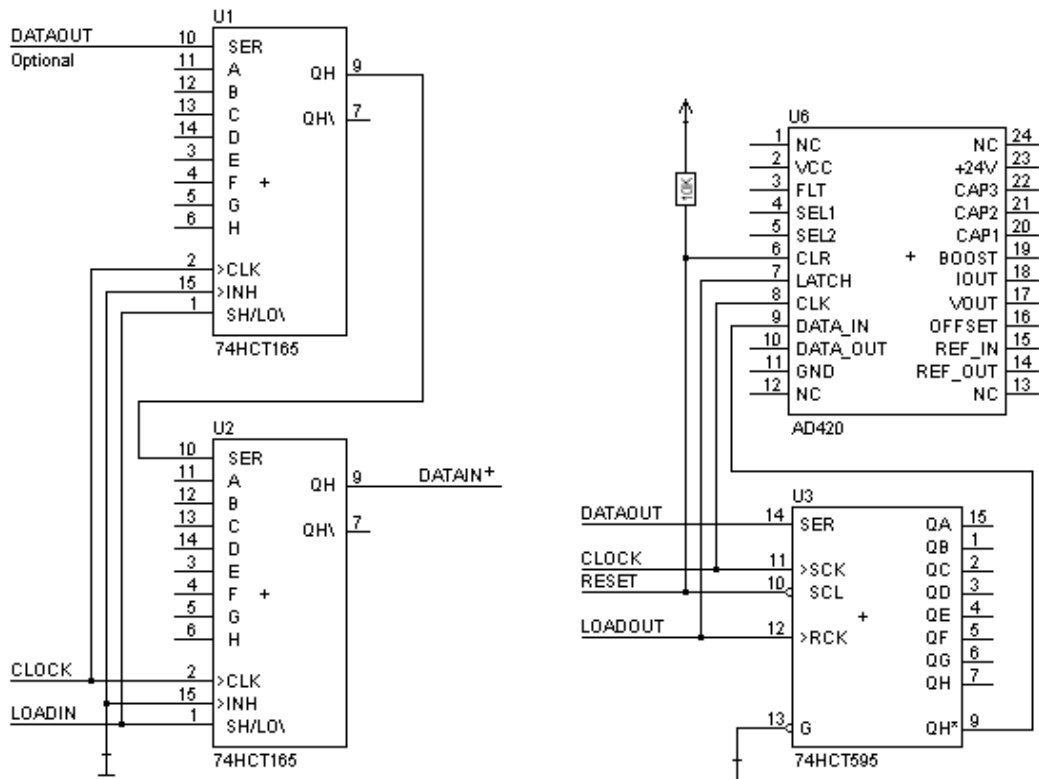 U1
DATAOUT 10 SER
Optional 11 A QH 9
12 B
13 C QH\ 7
14 D
3 E
4 F +
5 G
6 H
2 >CLK
15 >INH
1 SH/LO\
74HCT165
U2
10 SER
11 A QH 9 DATAIN+
12 B
13 C QH\ 7
14 D
3 E
4 F +
5 G
6 H
CLOCK 2 >CLK
15 >INH
LOADIN 1 SH/LO\
74HCT165
10K
U6
1 NC NC 24
2 VCC +24V 23
3 FLT CAP3 22
4 SEL1 CAP2 21
5 SEL2 CAP1 20
6 CLR + BOOST 19
7 LATCH IOUT 18
8 CLK VOUT 17
9 DATA_IN OFFSET 16
10 DATA_OUT REF_IN 15
11 GND REF_OUT 14
12 NC NC 13
AD420
U3
DATAOUT 14 SER QA 15
QB 1
CLOCK 11 >SCK QC 2
RESET 10 SCL QD 3
+ QE 4
LOADOUT 12 >RCK QF 5
QG 6
QH 7
13 G QH* 9
74HCT595